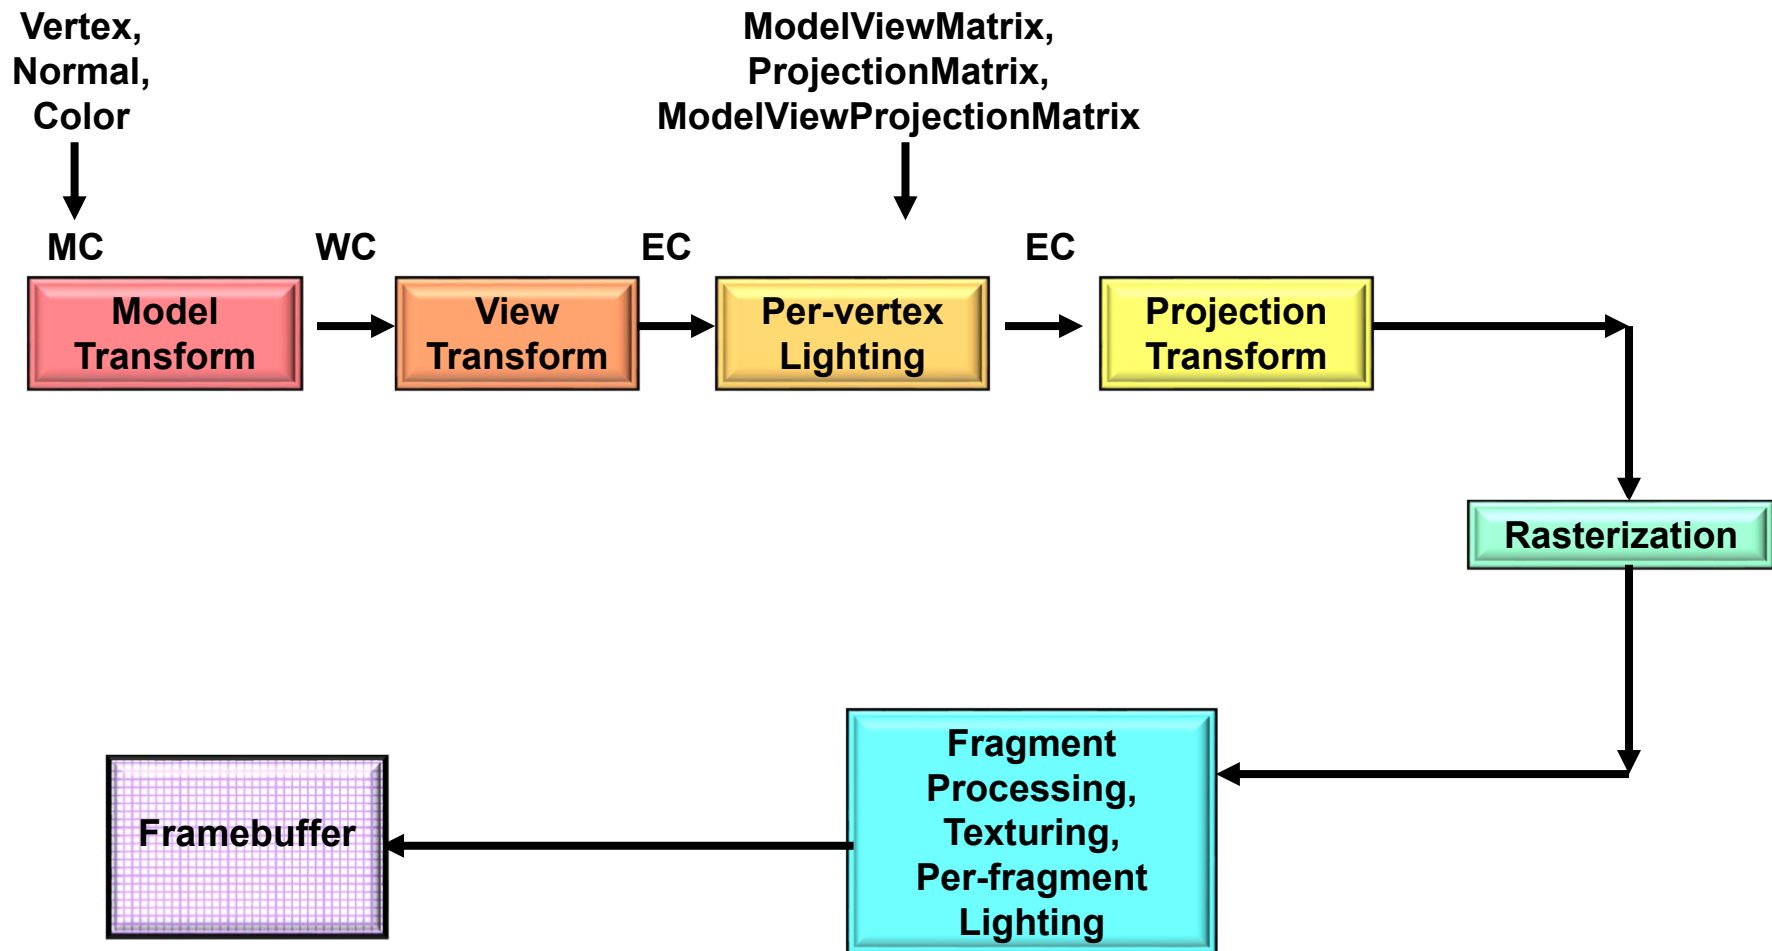 Vertex,
Normal,
Color
ModelViewMatrix,
ProjectionMatrix,
ModelViewProjectionMatrix
MC
WC
EC
EC
Model
Transform
View
Transform
Per-vertex
Lighting
Projection
Transform
Rasterization
Fragment
Processing,
Texturing,
Per-fragment
Lighting
Framebuffer